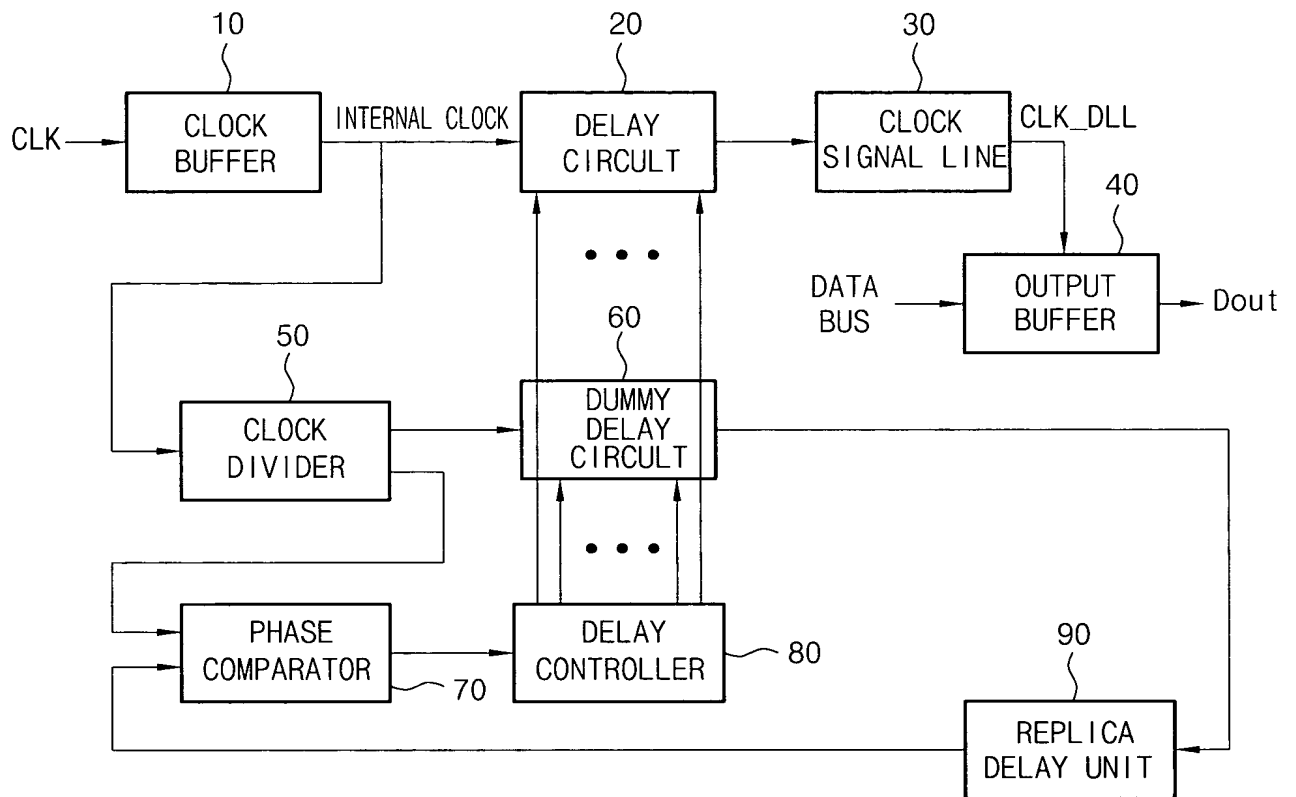 10
20
30
CLK
CLOCK
BUFFER
INTERNAL CLOCK
DELAY
CIRCULT
CLOCK
SIGNAL LINE
CLK_DLL
40
DATA
BUS
OUTPUT
BUFFER
Dout
50
60
CLOCK
DIVIDER
DUMMY
DELAY
CIRCULT
PHASE
COMPARATOR
70
DELAY
CONTROLLER
80
90
REPLICA
DELAY UNIT